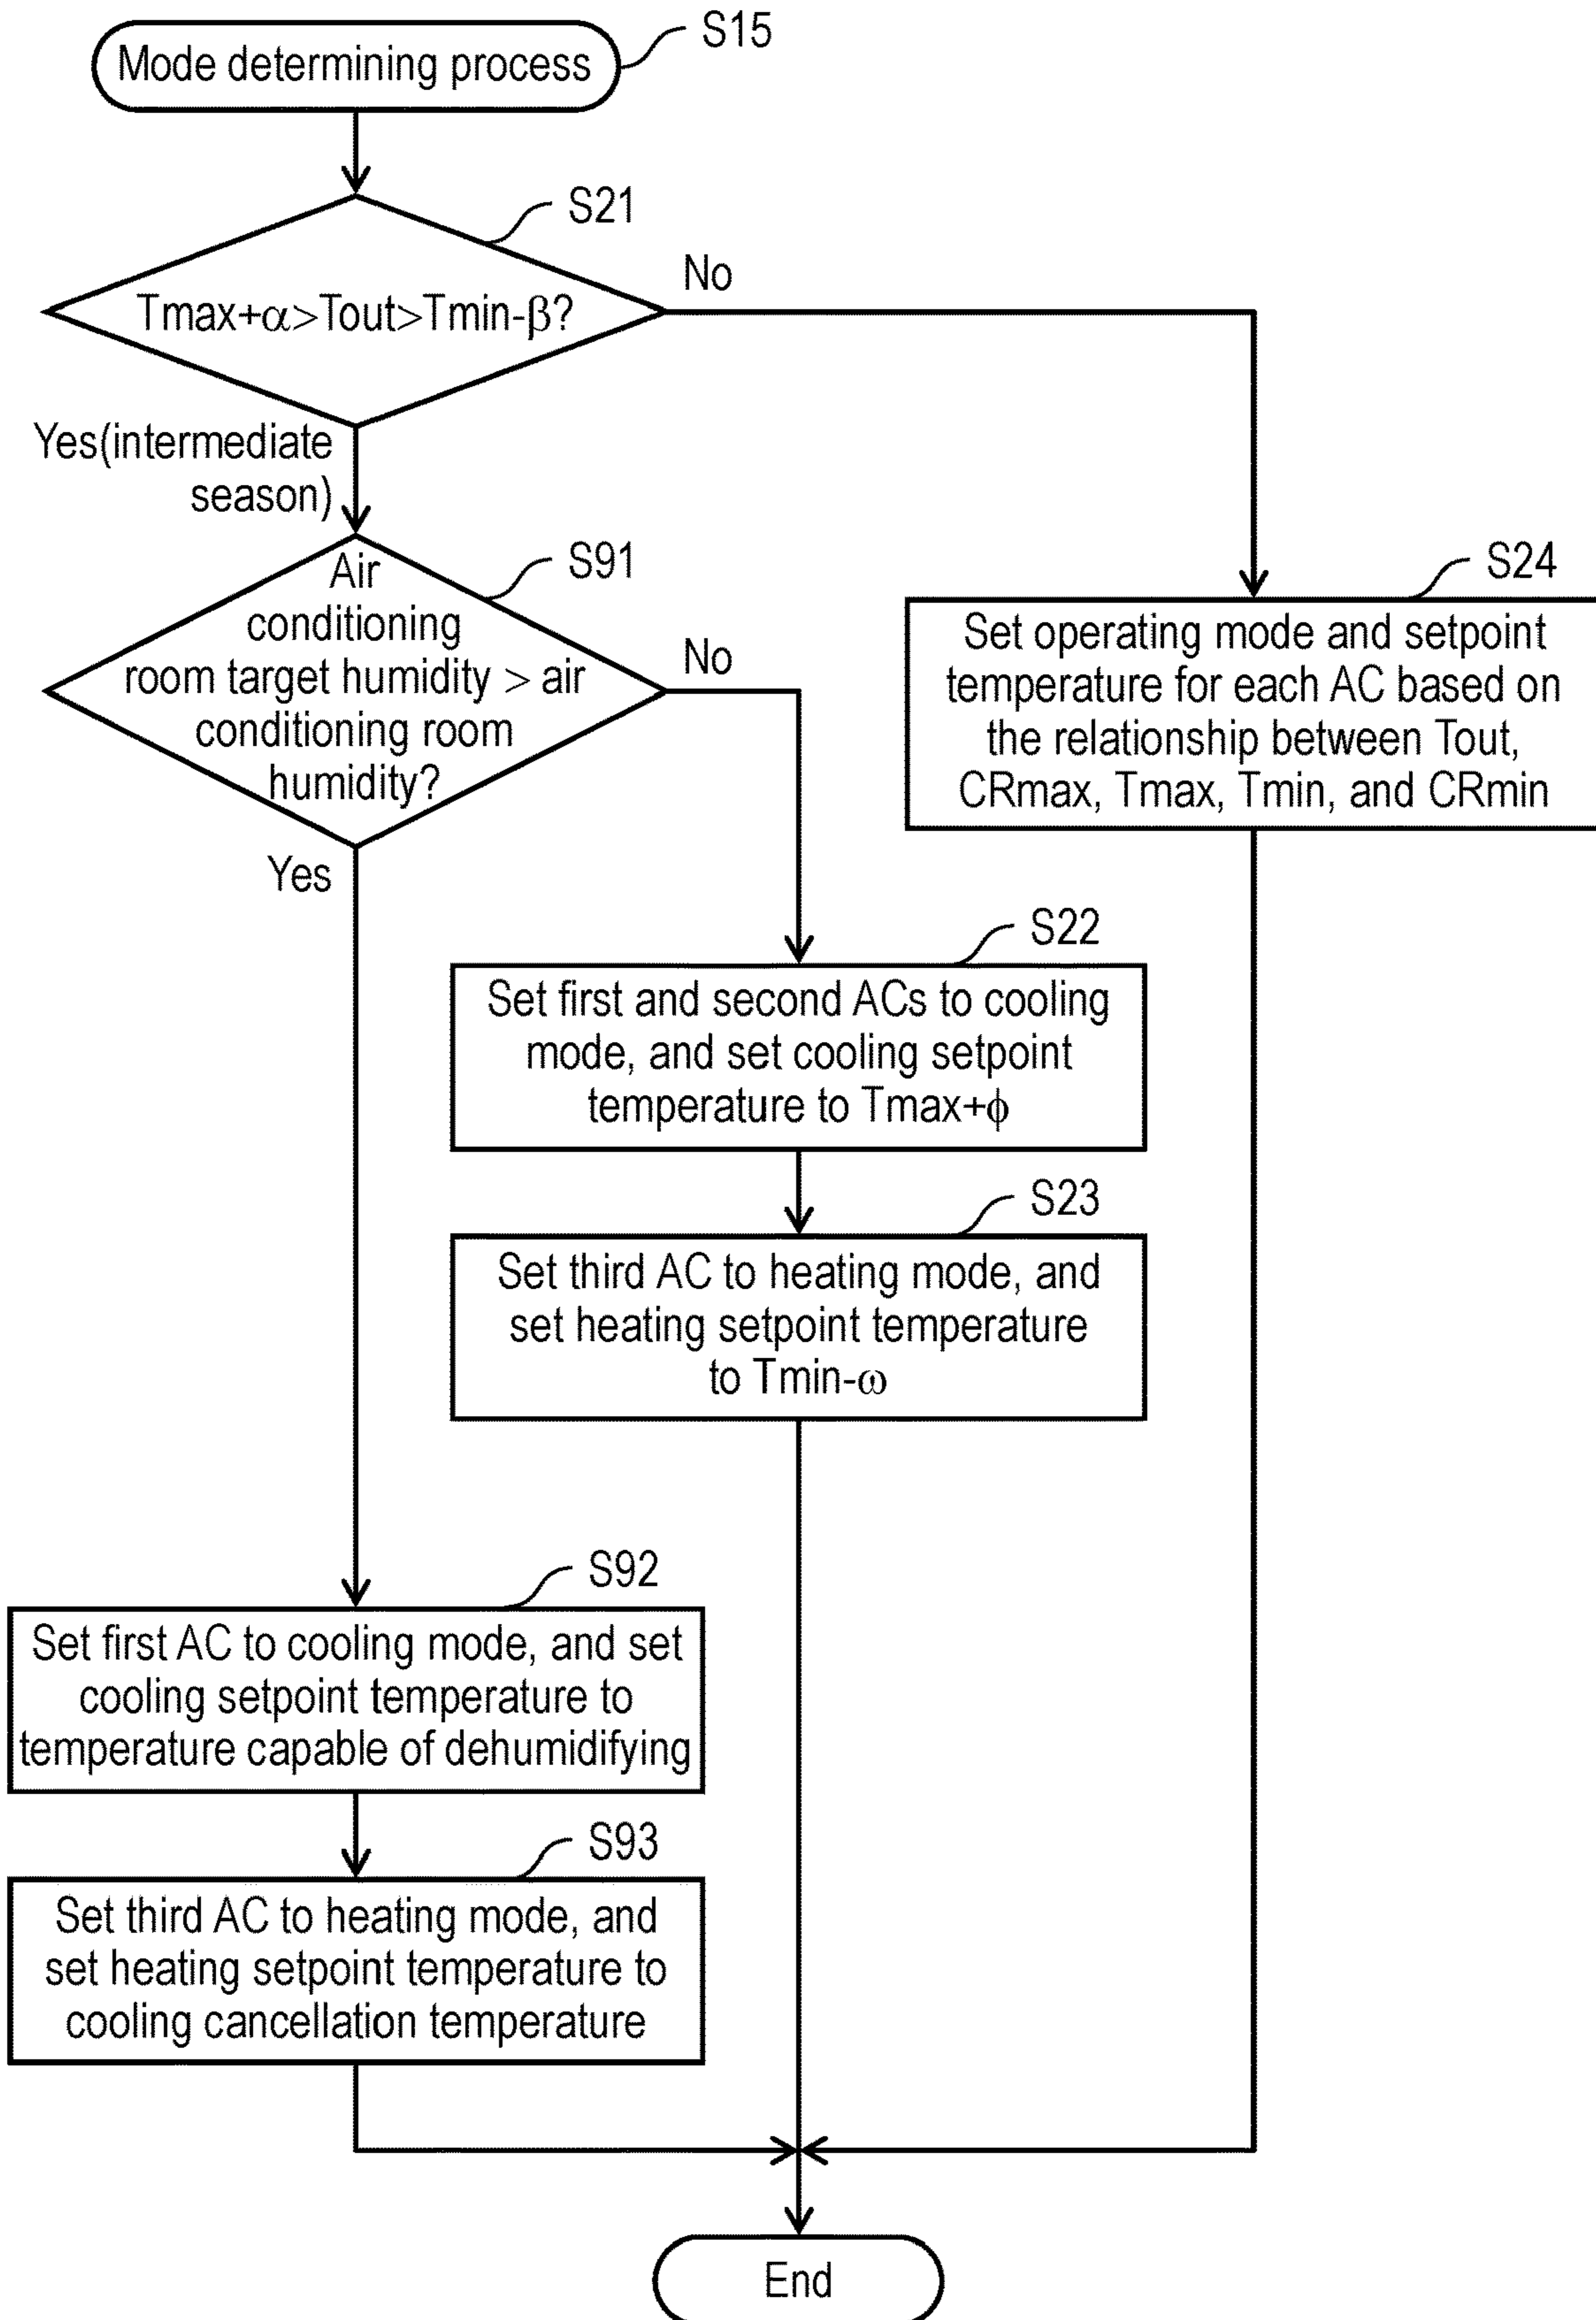 Mode determining process
S15
S21
Tmax+α>Tout>Tmin-β?
No
Yes(intermediate
season)
S91
Air
conditioning
room target humidity > air
conditioning room
humidity?
No
Yes
S24
Set operating mode and setpoint
temperature for each AC based on
the relationship between Tout,
CRmax, Tmax, Tmin, and CRmin
S22
Set first and second ACs to cooling
mode, and set cooling setpoint
temperature to Tmax+ϕ
S23
Set third AC to heating mode, and
set heating setpoint temperature
to Tmin-ω
S92
Set first AC to cooling mode, and set
cooling setpoint temperature to
temperature capable of dehumidifying
S93
Set third AC to heating mode, and
set heating setpoint temperature to
cooling cancellation temperature
End